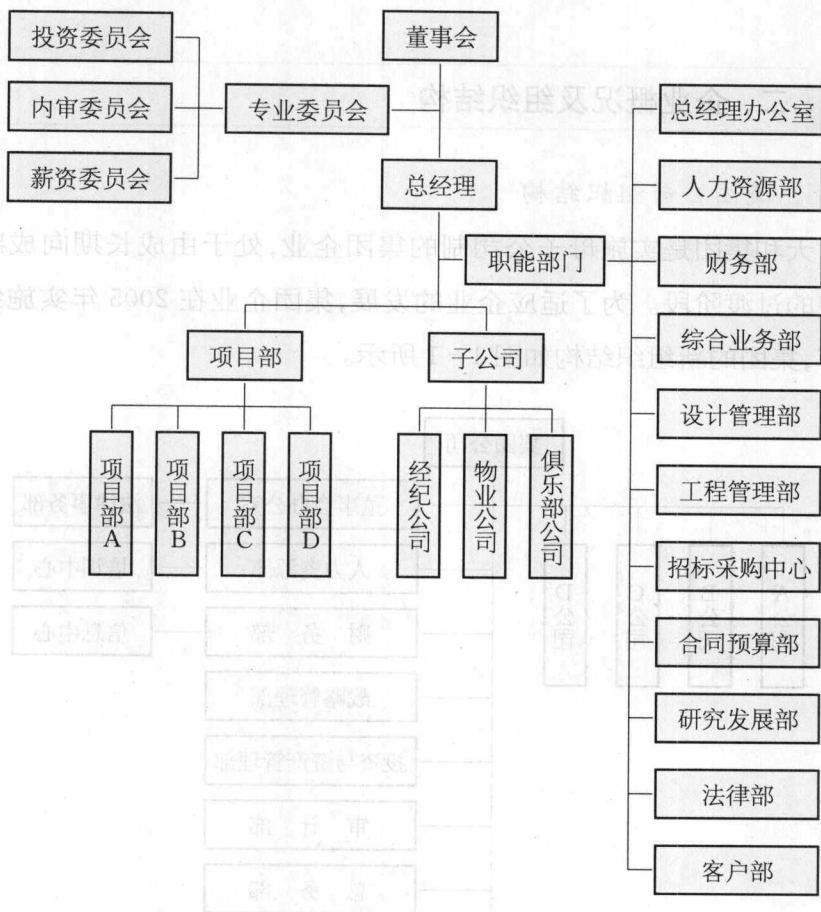 投资委员会
董事会
内审委员会
专业委员会
总经理办公室
薪资委员会
总经理
人力资源部
职能部门
财务部
综合业务部
项目部
子公司
设计管理部
项目部A
项目部B
项目部C
项目部D
经纪公司
物业公司
俱乐部公司
工程管理部
招标采购中心
合同预算部
研究发展部
法律部
客户部